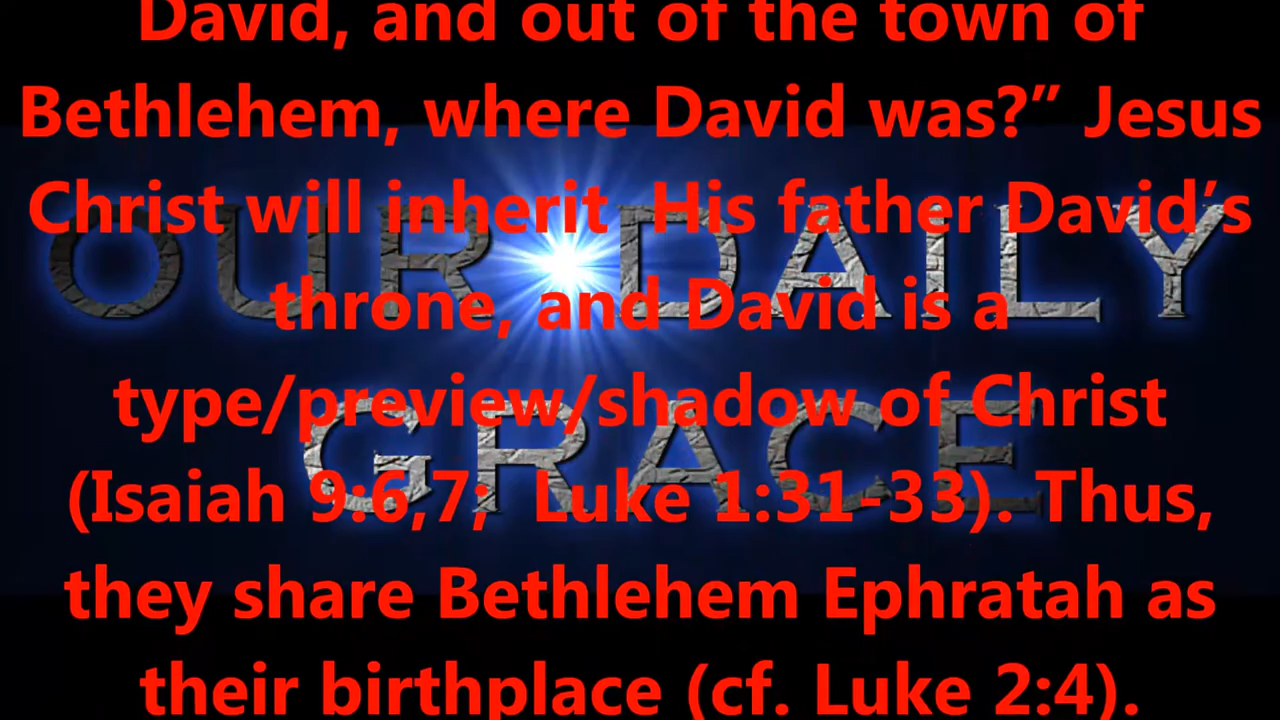 David, and out of the town of
Bethlehem, where David was?” Jesus
Christ will inherit His father David’s
OUR DAILY
throne, and David is a
type/preview/shadow of Christ
GRACE
(Isaiah 9:6,7; Luke 1:31-33). Thus,
they share Bethlehem Ephratah as
their birthplace (cf. Luke 2:4).